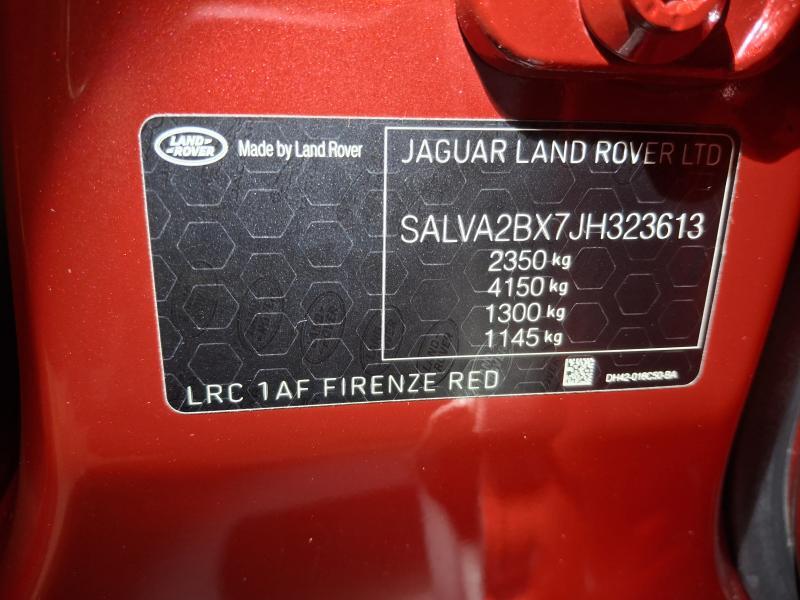 LAND ROVER
Made by Land Rover
JAGUAR LAND ROVER LTD
SALVA2BX7JH323613
2350 kg
4150 kg
1300 kg
1145 kg
LRC 1AF FIRENZE RED
DH42-016C50-BA